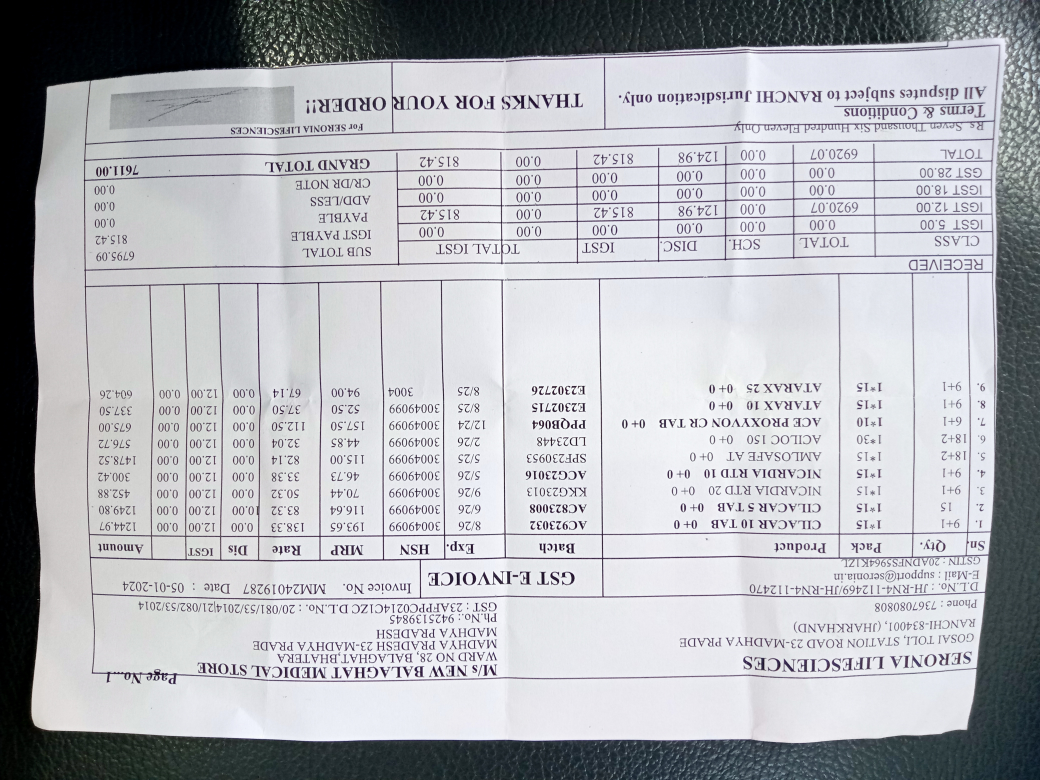 Page No...1
SERONIA LIFESCIENCES
GOSAI TOLI, STATION ROAD 23-MADHYA PRADE
RANCHI-834001, (JHARKHAND)
Phone : 7367080808
D.L.No.: JH-RN4-112469/JH-RN4-112470
E-Mail : support@seronia.in
GSTIN : 20ADNFS5964K1ZK
M/s NEW BALAGHAT MEDICAL STORE
WARD NO 28, BALAGHAT,BHATERA
MADHYA PRADESH 23-MADHYA PRADE
MADHYA PRADESH
Ph.No.: 9425139845
GST : 23AFFPA0214C1ZC D.L.No.: 20/081/53/2014|21/082/53/2014
GST E-INVOICE
Invoice No. MM24019287 Date : 05-01-2024
Sn. Qty. Pack Product Batch Exp. HSN MRP Rate Dis IGST Amount
1. 9+1 1*15 CILACAR 10 TAB 0+ 0 AC923032 8/26 30049099 193.65 138.33 0.00 12.00 0.00 1244.97
2. 15 1*15 CILACAR 5 TAB 0+ 0 AC823008 6/26 30049099 116.64 83.32 10.00 12.00 0.00 1249.80
3. 9+1 1*15 NICARDIA RTD 20 0+ 0 KKC23013 9/26 30049099 70.44 50.32 0.00 12.00 0.00 452.88
4. 9+1 1*15 NICARDIA RTD 10 0+ 0 ACG23016 5/26 30049099 46.73 33.38 0.00 12.00 0.00 300.42
5. 18+2 1*15 AMLOSAFE AT 0+ 0 SPF230953 5/25 30049099 115.00 82.14 0.00 12.00 0.00 1478.52
6. 18+2 1*30 ACILOC 150 0+ 0 LD23448 2/26 30049099 44.85 32.04 0.00 12.00 0.00 576.72
7. 6+1 1*10 ACE PROXYVON CR TAB 0+ 0 PPQBB064 12/24 30049099 157.50 112.50 0.00 12.00 0.00 675.00
8. 9+1 1*15 ATARAX 10 0+ 0 E2302715 8/25 30049099 52.50 37.50 0.00 12.00 0.00 337.50
9. 9+1 1*15 ATARAX 25 0+ 0 E2302726 8/25 3004 94.00 67.14 0.00 12.00 0.00 604.26
RECEIVED
CLASS TOTAL SCH. DISC. IGST TOTAL IGST
IGST 5.00 0.00 0.00 0.00 0.00 0.00 0.00
IGST 12.00 6920.07 0.00 124.98 815.42 0.00 815.42
IGST 18.00 0.00 0.00 0.00 0.00 0.00 0.00
GST 28.00 0.00 0.00 0.00 0.00 0.00 0.00
TOTAL 6920.07 0.00 124.98 815.42 0.00 815.42
SUB TOTAL 6795.09
IGST PAYBLE 815.42
PAYBLE 0.00
ADD/LESS 0.00
CR/DR NOTE 0.00
GRAND TOTAL 7611.00
Rs. Seven Thousand Six Hundred Eleven Only
Terms & Conditions
All disputes subject to RANCHI Jurisdication only.
THANKS FOR YOUR ORDER!!
For SERONIA LIFESCIENCES